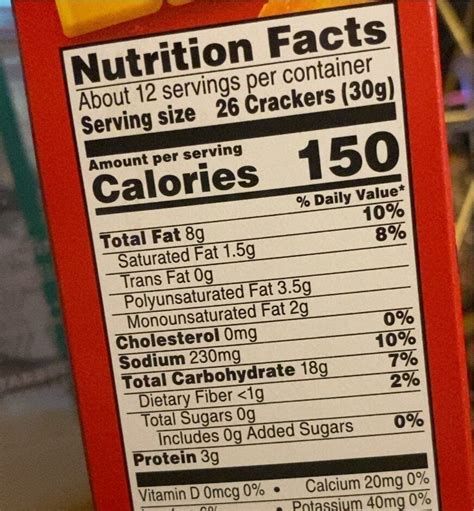 Nutrition Facts
About 12 servings per container
Serving size 26 Crackers (30g)
Amount per serving
Calories 150
% Daily Value*
Total Fat 8g 10%
Saturated Fat 1.5g 8%
Trans Fat 0g
Polyunsaturated Fat 3.5g
Monounsaturated Fat 2g
Cholesterol 0mg 0%
Sodium 230mg 10%
Total Carbohydrate 18g 7%
Dietary Fiber <1g 2%
Total Sugars 0g
Includes 0g Added Sugars 0%
Protein 3g
Vitamin D 0mcg 0% • Calcium 20mg 0%
• Potassium 40mg 0%